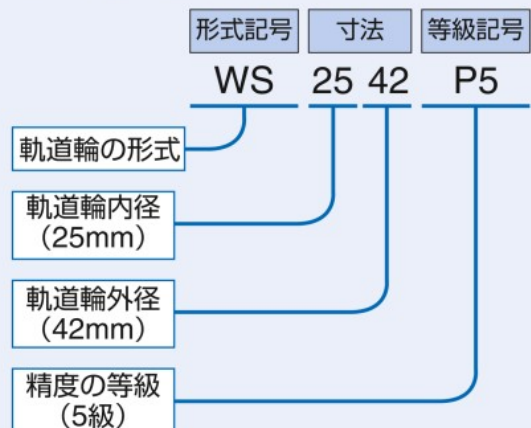 形式記号 寸法 等級記号
WS 25 42 P5
軌道輪の形式
軌道輪内径
(25mm)
軌道輪外径
(42mm)
精度の等級
(5級)